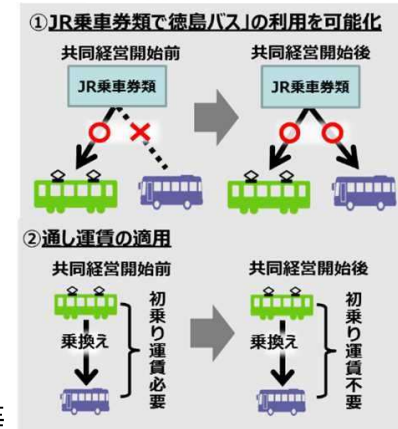 ①JR乗車券類で徳島バス」の利用を可能化
共同経営開始前
共同経営開始後
JR乗車券類
JR乗車券類
②通し運賃の適用
共同経営開始前
共同経営開始後
乗換え
初乗り運賃必要
乗換え
初乗り運賃不要